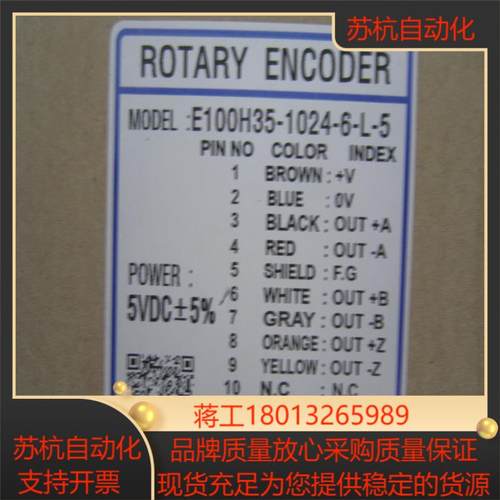 苏杭自动化
ROTARY ENCODER
MODEL :E100H35-1024-6-L-5
PIN NO COLOR INDEX
1 BROWN : +V
2 BLUE : 0V
3 BLACK : OUT +A
4 RED : OUT -A
5 SHIELD : F.G
6 WHITE : OUT +B
7 GRAY : OUT -B
8 ORANGE : OUT +Z
9 YELLOW : OUT -Z
10 N.C : N.C
POWER :
5VDC±5%
蒋工18013265989
苏杭自动化
支持开票
品牌质量放心采购质量保证
现货充足为您提供稳定的货源